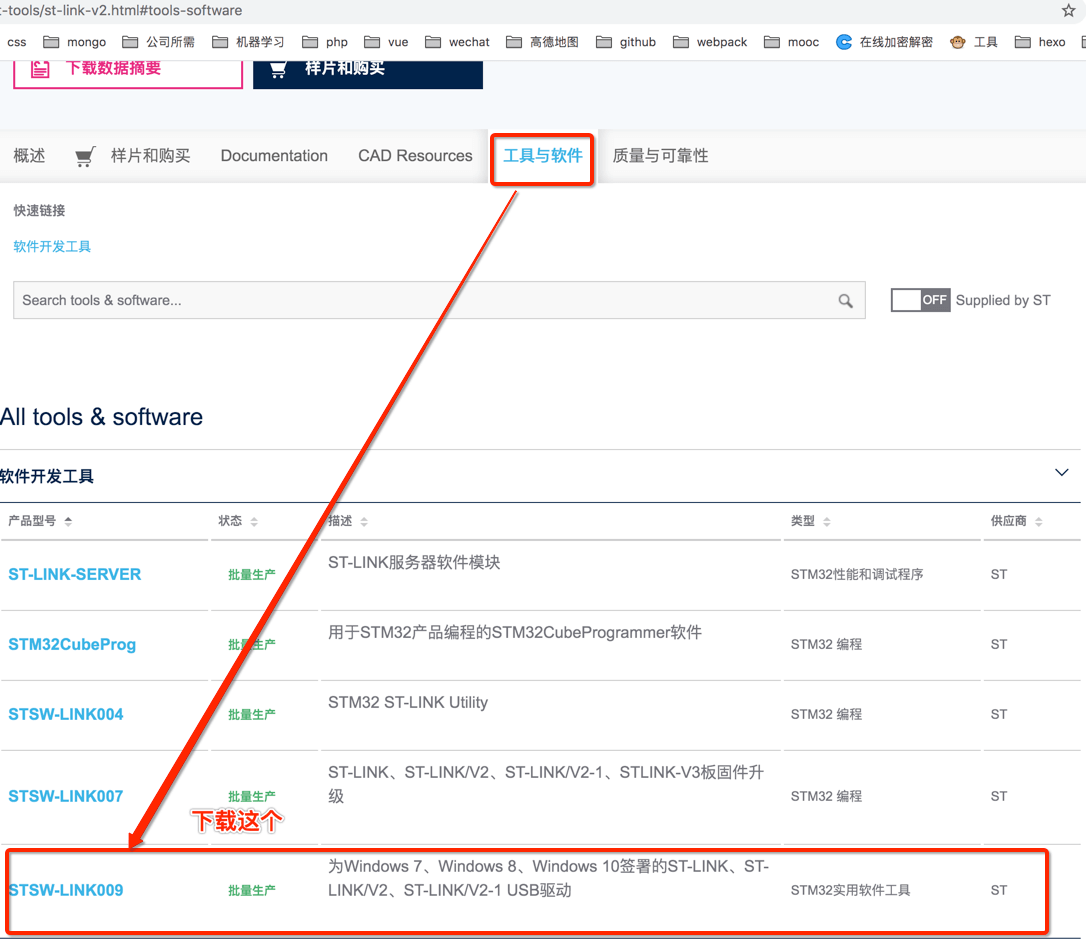 t-tools/st-link-v2.html#tools-software
css mongo 公司所需 机器学习 php vue wechat 高德地图 github webpack mooc 在线加密解密 工具 hexo
下载数据摘要 样片和购买
概述 样片和购买 Documentation CAD Resources 工具与软件 质量与可靠性
快速链接
软件开发工具
Search tools & software... OFF Supplied by ST
All tools & software
软件开发工具
产品型号 状态 描述 类型 供应商
ST-LINK-SERVER 批量生产 ST-LINK服务器软件模块 STM32性能和调试程序 ST
STM32CubeProg 批量生产 用于STM32产品编程的STM32CubeProgrammer软件 STM32 编程 ST
STSW-LINK004 批量生产 STM32 ST-LINK Utility STM32 编程 ST
STSW-LINK007 批量生产 ST-LINK、ST-LINK/V2、ST-LINK/V2-1、STLINK-V3板固件升
级 STM32 编程 ST
下载这个
STSW-LINK009 批量生产 为Windows 7、Windows 8、Windows 10签署的ST-LINK、ST-
LINK/V2、ST-LINK/V2-1 USB驱动 STM32实用软件工具 ST